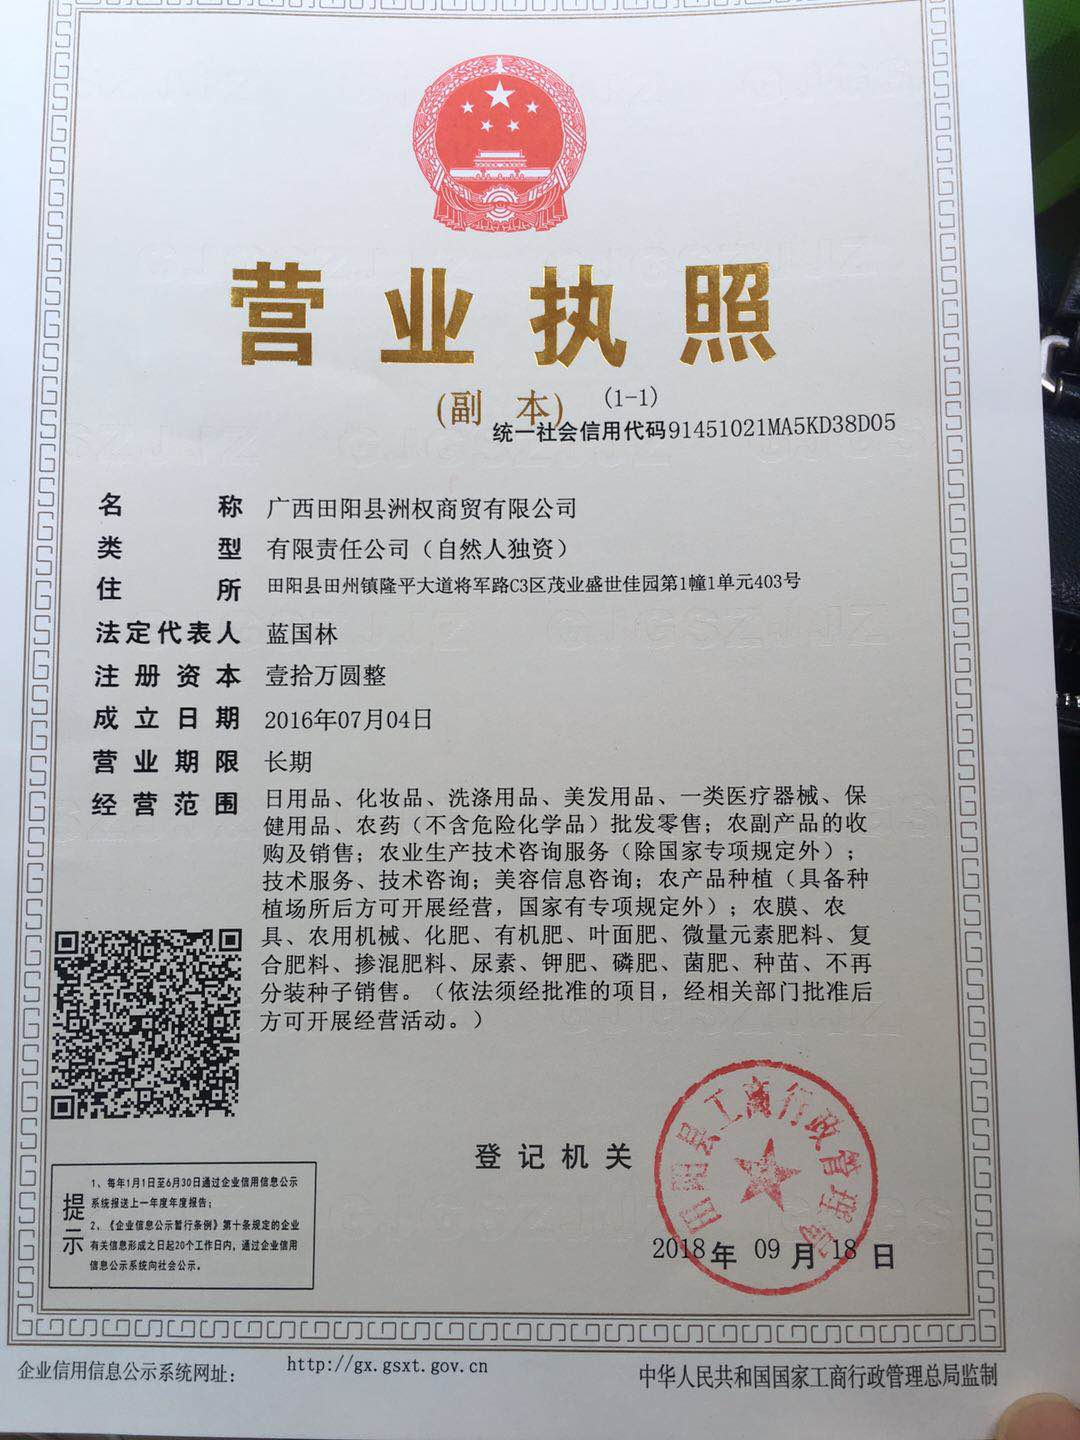 营业执照
(副 本) (1-1)
统一社会信用代码91451021MA5KD38D05
名称 广西田阳县洲权商贸有限公司
类型 有限责任公司（自然人独资）
住所 田阳县田州镇隆平大道将军路C3区茂业盛世佳园第1幢1单元403号
法定代表人 蓝国林
注册资本 壹拾万圆整
成立日期 2016年07月04日
营业期限 长期
经营范围 日用品、化妆品、洗涤用品、美发用品、一类医疗器械、保
健用品、农药（不含危险化学品）批发零售；农副产品的收
购及销售；农业生产技术咨询服务（除国家专项规定外）；
技术服务、技术咨询；美容信息咨询；农产品种植（具备种
植场所后方可开展经营，国家有专项规定外）；农膜、农
具、农用机械、化肥、有机肥、叶面肥、微量元素肥料、复
合肥料、掺混肥料、尿素、钾肥、磷肥、菌肥、种苗、不再
分装种子销售。（依法须经批准的项目，经相关部门批准后
方可开展经营活动。）
登记机关
田阳县工商行政管理局
2018年 09月 18日
提示
1、每年1月1日至6月30日通过企业信用信息公示
系统报送上一年度年度报告；
2、《企业信息公示暂行条例》第十条规定的企业
有关信息形成之日起20个工作日内，通过企业信用
信息公示系统向社会公示。
企业信用信息公示系统网址： http://gx.gsxt.gov.cn
中华人民共和国国家工商行政管理总局监制